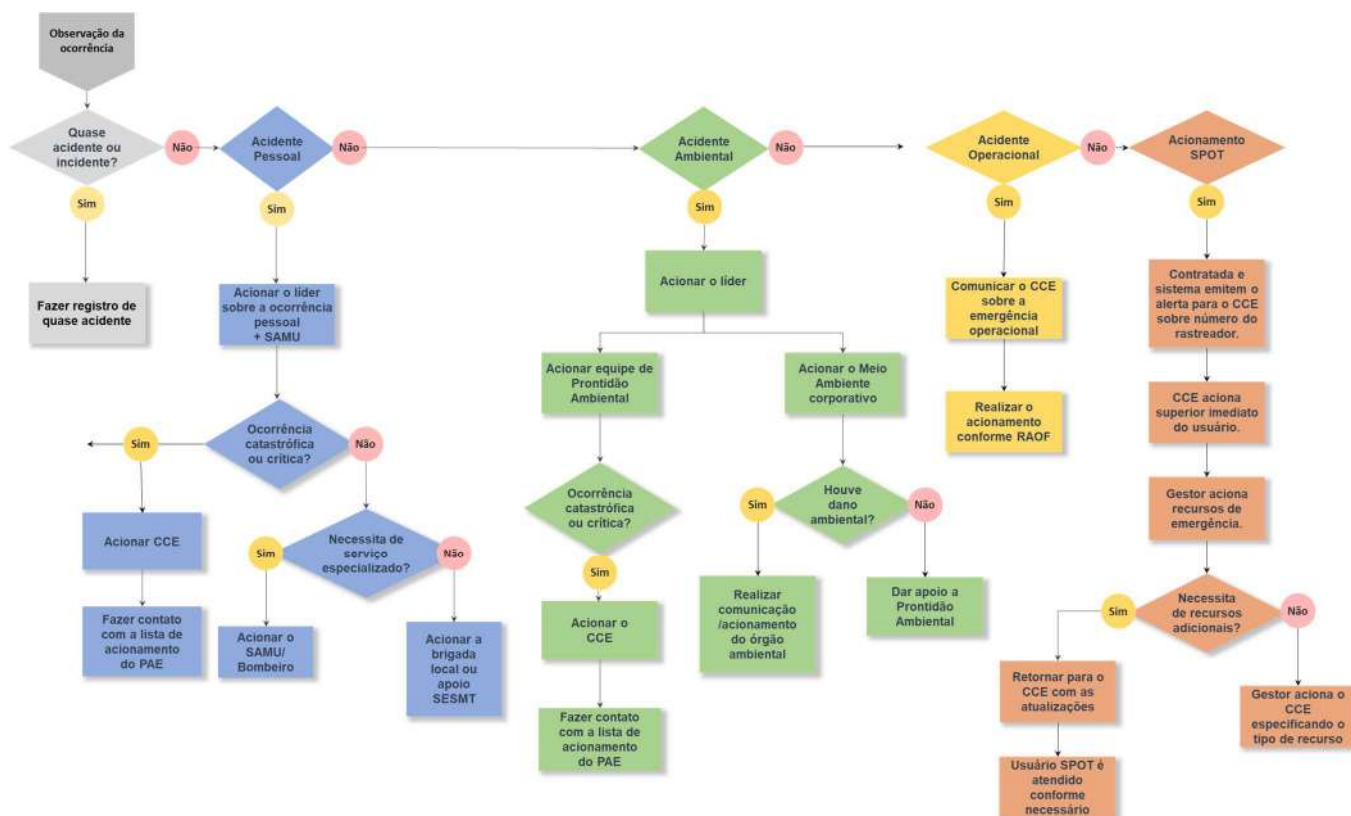 Observação da
ocorrência
Quase
acidente ou
incidente?
Não
Acidente
Pessoal
Não
Acidente
Ambiental
Não
Acidente
Operacional
Não
Acionamento
SPOT
Sim
Sim
Sim
Sim
Sim
Fazer registro de
quase acidente
Acionar o líder
sobre a ocorrência
pessoal
+ SAMU
Ocorrência
catastrófica
ou crítica?
Sim
Não
Acionar CCE
Fazer contato
com a lista de
acionamento
do PAE
Necessita de
serviço
especializado?
Sim
Não
Acionar o
SAMU/
Bombeiro
Acionar a
brigada
local ou
apoio
SESMT
Acionar o líder
Acionar equipe de
Prontidão
Ambiental
Acionar o Meio
Ambiente
corporativo
Ocorrência
catastrófica
ou crítica?
Sim
Acionar o
CCE
Fazer contato
com a lista de
acionamento
do PAE
Houve
dano
ambiental?
Sim
Não
Realizar
comunicação
/acionamento
do órgão
ambiental
Dar apoio a
Prontidão
Ambiental
Comunicar o CCE
sobre a
emergência
operacional
Realizar o
acionamento
conforme RAOF
Contratada e
sistema emitem o
alerta para o CCE
sobre número do
rastreador.
CCE aciona
superior imediato
do usuário.
Gestor aciona
recursos de
emergência.
Necessita
de recursos
adicionais?
Sim
Não
Retornar para o
CCE com as
atualizações
Usuário SPOT é
atendido
conforme
necessário
Gestor aciona o
CCE
especificando o
tipo de recurso